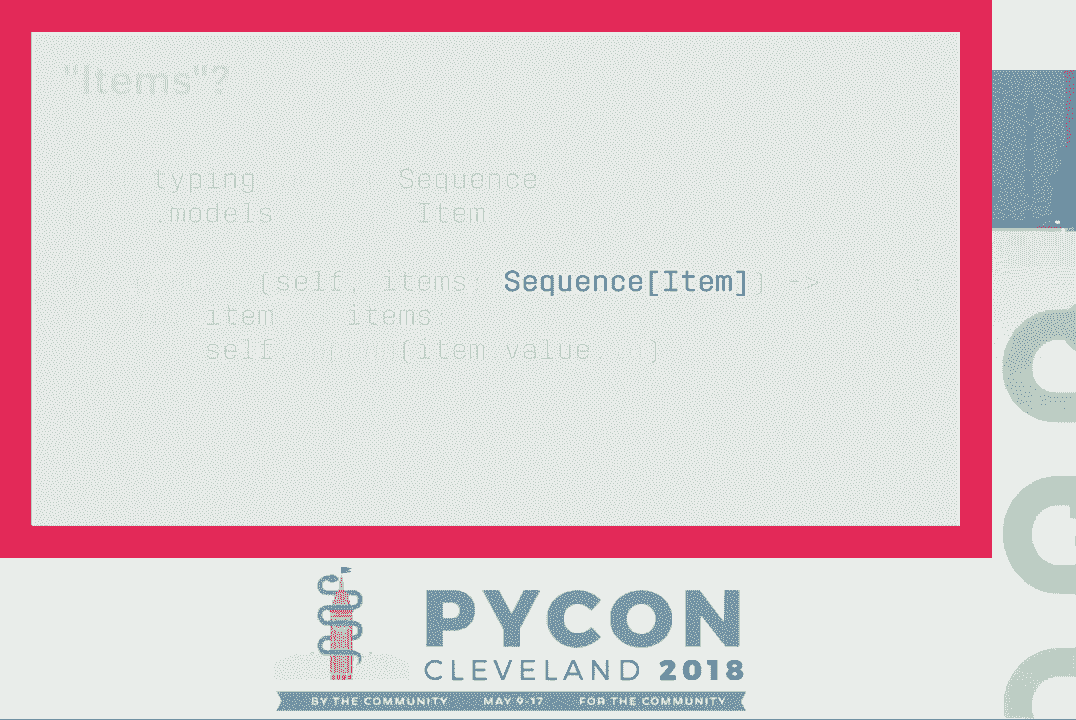 "Items"?
typing Sequence
.models Item
(self items: Sequence[Item]) -> :
item items:
self (item value )
PYCON
CLEVELAND 2018
BY THE COMMUNITY MAY 9-17 FOR THE COMMUNITY